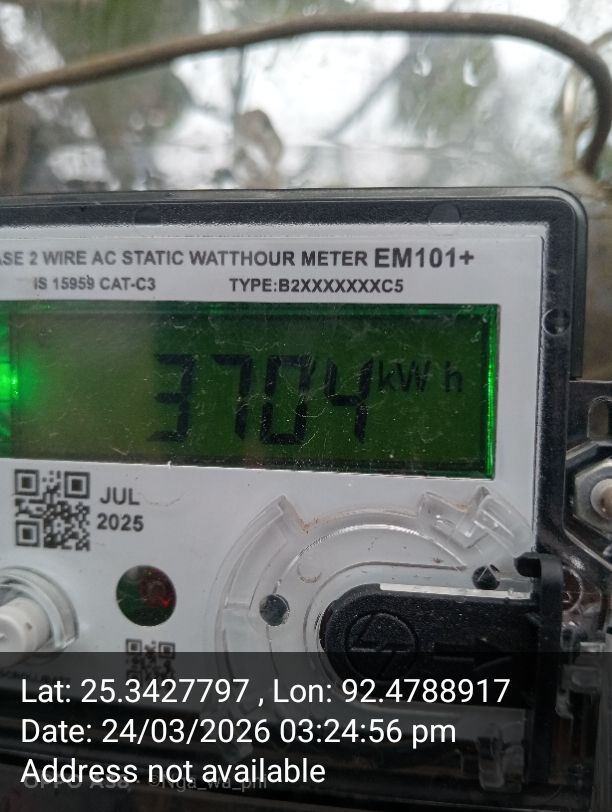 ASE 2 WIRE AC STATIC WATTHOUR METER EM101+
IS 15959 CAT-C3 TYPE:B2XXXXXXXC5
3704 kWh
JUL
2025
Lat: 25.3427797 , Lon: 92.4788917
Date: 24/03/2026 03:24:56 pm
Address not available